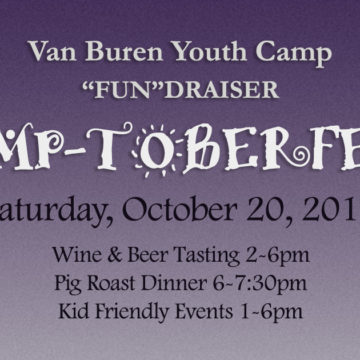 Van Buren Youth Camp
“FUN”DRAISER
MP-TOBERFE
aturday, October 20, 201
Wine & Beer Tasting 2-6pm
Pig Roast Dinner 6-7:30pm
Kid Friendly Events 1-6pm